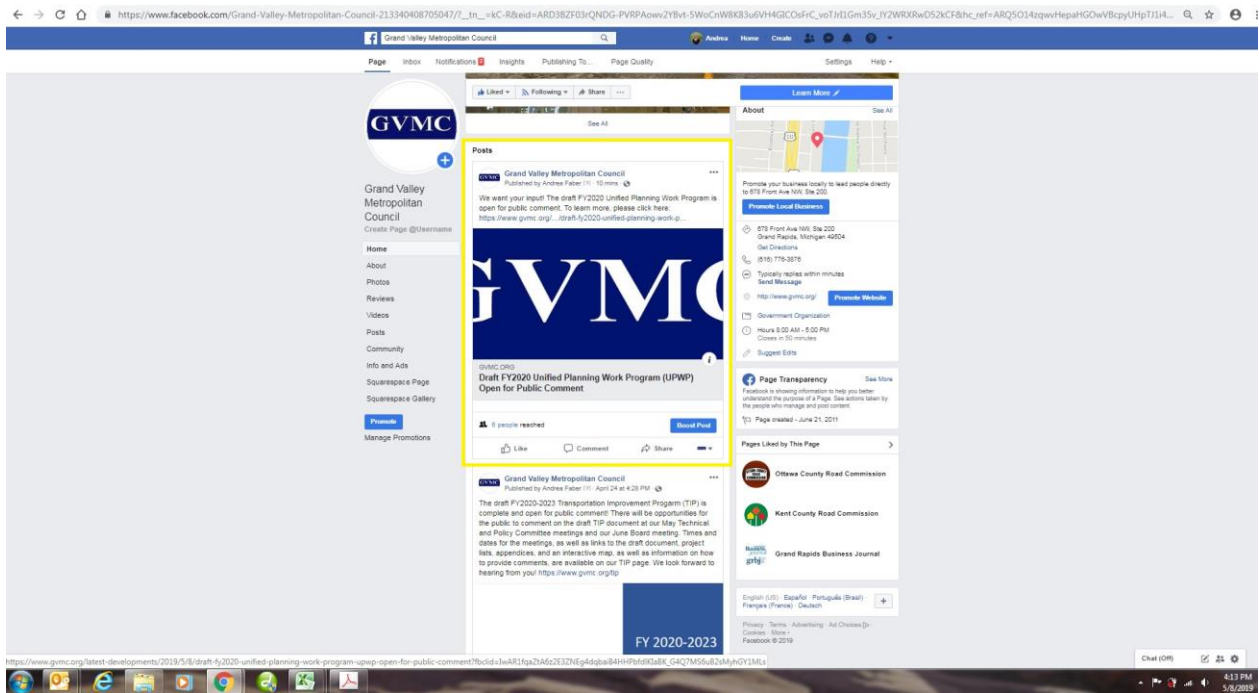 https://www.facebook.com/Grand-Valley-Metropolitan-Council-213340408705047/?
Grand Valley Metropolitan Council
Andrea Home Create
Page Inbox Notifications Insights Publishing To... Page Quality Settings Help
Liked Following Share ...
Learn More
GVMC
See All
About See All
Posts
Grand Valley Metropolitan Council
Published by Andrea Faber · 10 mins ·
We want your input! The draft FY2020 Unified Planning Work Program is
open for public comment. To learn more, please click here:
https://www.gvmc.org/.../draft-fy2020-unified-planning-work-p...
GVMC
GVMC.ORG
Draft FY2020 Unified Planning Work Program (UPWP)
Open for Public Comment
6 people reached
Boost Post
Like Comment Share
Grand Valley Metropolitan Council
Published by Andrea Faber · April 24 at 4:28 PM ·
The draft FY2020-2023 Transportation Improvement Progarm (TIP) is
complete and open for public comment! There will be opportunities for
the public to comment on the draft TIP document at our May Technical
and Policy Committee meetings and our June Board meeting. Times and
dates for the meetings, as well as links to the draft document, project
lists, appendices, and an interactive map, as well as information on how
to provide comments, are available on our TIP page. We look forward to
hearing from you! https://www.gvmc.org/tip
FY 2020-2023
Grand Valley
Metropolitan
Council
Create Page @Username
Home
About
Photos
Reviews
Videos
Posts
Community
Info and Ads
Squarespace Page
Squarespace Gallery
Promote
Manage Promotions
Promote your business locally to lead people directly
to 678 Front Ave NW, Ste 200.
Promote Local Business
678 Front Ave NW, Ste 200
Grand Rapids, Michigan 49504
Get Directions
(616) 776-3876
Typically replies within minutes
Send Message
http://www.gvmc.org/
Promote Website
Government Organization
Hours 8:00 AM - 5:00 PM
Closes in 50 minutes
Suggest Edits
Page Transparency See More
Facebook is showing information to help you better
understand the purpose of a Page. See actions taken by
the people who manage and post content.
Page created - June 21, 2011
Pages Liked by This Page
Ottawa County Road Commission
Kent County Road Commission
Grand Rapids Business Journal
English (US) · Español · Português (Brasil) ·
Français (France) · Deutsch
Privacy · Terms · Advertising · Ad Choices ·
Cookies · More
Facebook © 2019
Chat (Off)
4:13 PM
5/8/2019